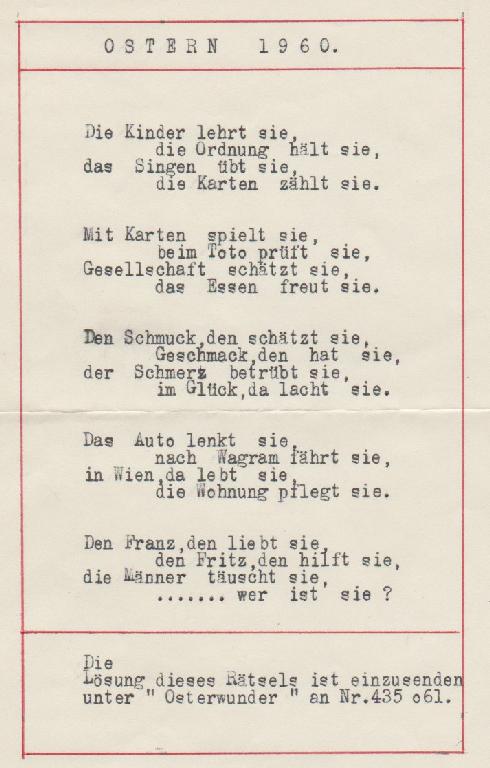 OSTERN 1960.
Die Kinder lehrt sie,
die Ordnung hält sie,
das Singen übt sie,
die Karten zählt sie.
Mit Karten spielt sie,
beim Toto prüft sie,
Gesellschaft schätzt sie,
das Essen freut sie.
Den Schmuck,den schätzt sie,
Geschmack,den hat sie,
der Schmerz betrübt sie,
im Glück,da lacht sie.
Das Auto lenkt sie,
nach Wagram fährt sie,
in Wien,da lebt sie,
die Wohnung pflegt sie.
Den Franz,den liebt sie,
den Fritz,den hilft sie,
die Männer täuscht sie,
....... wer ist sie ?
Die
Lösung dieses Rätsels ist einzusenden
unter " Osterwunder " an Nr.435 o61.